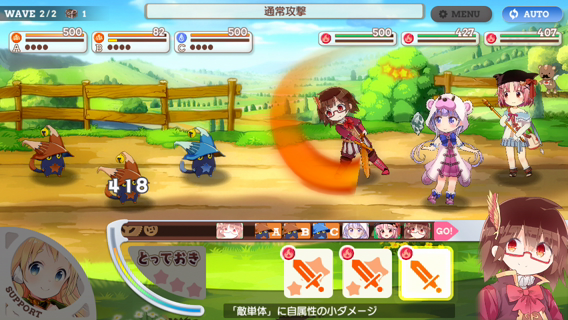 WAVE 2/2 1
通常攻撃
MENU
AUTO
500
A
82
B
500
C
500
427
407
418
A B C GO!
とっておき
SUPPORT
「敵単体」に自属性の小ダメージ